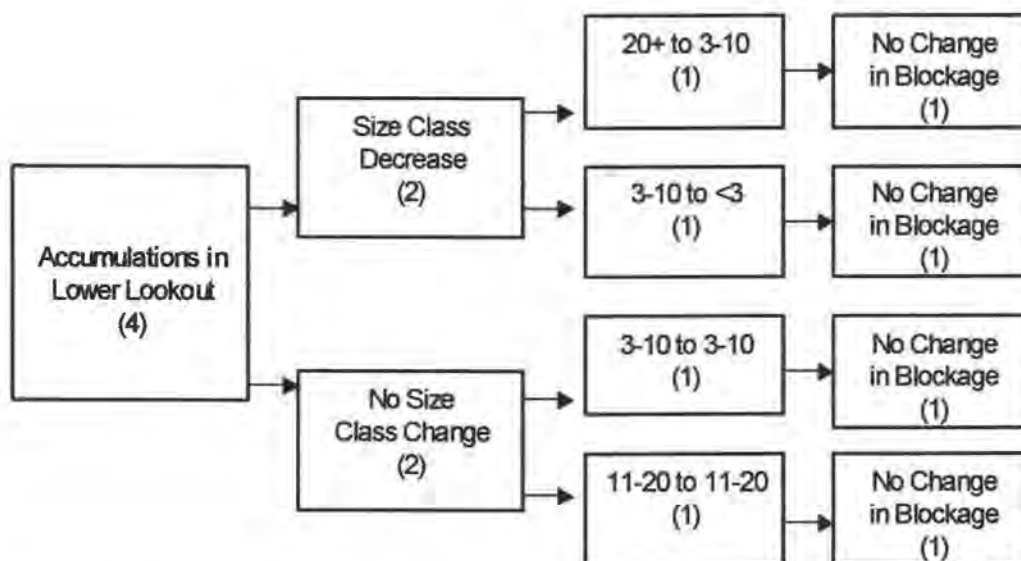 Accumulations in
Lower Lookout
(4)
Size Class
Decrease
(2)
20+ to 3-10
(1)
No Change
in Blockage
(1)
3-10 to <3
(1)
No Change
in Blockage
(1)
No Size
Class Change
(2)
3-10 to 3-10
(1)
No Change
in Blockage
(1)
11-20 to 11-20
(1)
No Change
in Blockage
(1)